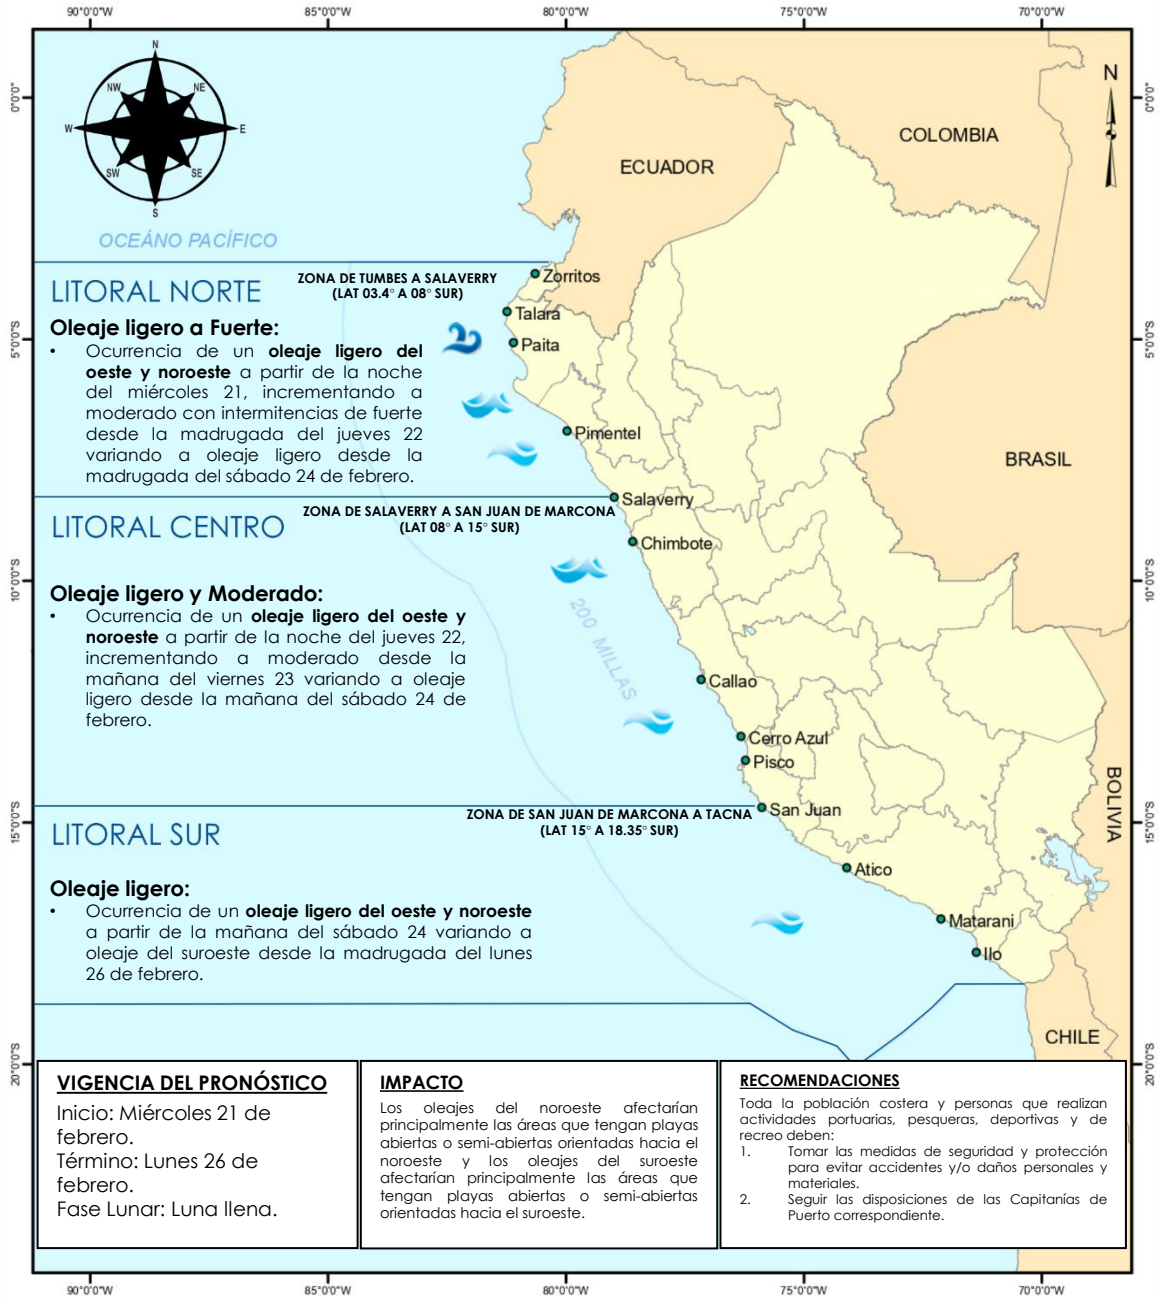 90°0'0"W 85°0'0"W 80°0'0"W 75°0'0"W 70°0'0"W
N
NW NE
W E
SW SE
S
N
0°0'0" 0°0'0"
COLOMBIA
ECUADOR
OCEÁNO PACÍFICO
LITORAL NORTE
ZONA DE TUMBES A SALAVERRY
(LAT 03.4° A 08° SUR)
Zorritos
Talara
Paita
Pimentel
5°0'0"S 5°0'0"S
BRASIL
Oleaje ligero a Fuerte:
• Ocurrencia de un oleaje ligero del
oeste y noroeste a partir de la noche
del miércoles 21, incrementando a
moderado con intermitencias de fuerte
desde la madrugada del jueves 22
variando a oleaje ligero desde la
madrugada del sábado 24 de febrero.
Salaverry
LITORAL CENTRO
ZONA DE SALAVERRY A SAN JUAN DE MARCONA
(LAT 08° A 15° SUR)
Chimbote
10°0'0"S 10°0'0"S
200 MILLAS
Oleaje ligero y Moderado:
• Ocurrencia de un oleaje ligero del oeste y
noroeste a partir de la noche del jueves 22,
incrementando a moderado desde la
mañana del viernes 23 variando a oleaje
ligero desde la mañana del sábado 24 de
febrero.
Callao
Cerro Azul
Pisco
BOLIVIA
San Juan
LITORAL SUR
ZONA DE SAN JUAN DE MARCONA A TACNA
(LAT 15° A 18.35° SUR)
15°0'0"S 15°0'0"S
Atico
Matarani
Ilo
Oleaje ligero:
• Ocurrencia de un oleaje ligero del oeste y noroeste
a partir de la mañana del sábado 24 variando a
oleaje del suroeste desde la madrugada del lunes
26 de febrero.
CHILE
20°0'0"S 20°0'0"S
VIGENCIA DEL PRONÓSTICO
Inicio: Miércoles 21 de
febrero.
Término: Lunes 26 de
febrero.
Fase Lunar: Luna llena.
IMPACTO
Los oleajes del noroeste afectarían
principalmente las áreas que tengan playas
abiertas o semi-abiertas orientadas hacia el
noroeste y los oleajes del suroeste
afectarían principalmente las áreas que
tengan playas abiertas o semi-abiertas
orientadas hacia el suroeste.
RECOMENDACIONES
Toda la población costera y personas que realizan
actividades portuarias, pesqueras, deportivas y de
recreo deben:
1. Tomar las medidas de seguridad y protección
para evitar accidentes y/o daños personales y
materiales.
2. Seguir las disposiciones de las Capitanías de
Puerto correspondiente.
90°0'0"W 85°0'0"W 80°0'0"W 75°0'0"W 70°0'0"W